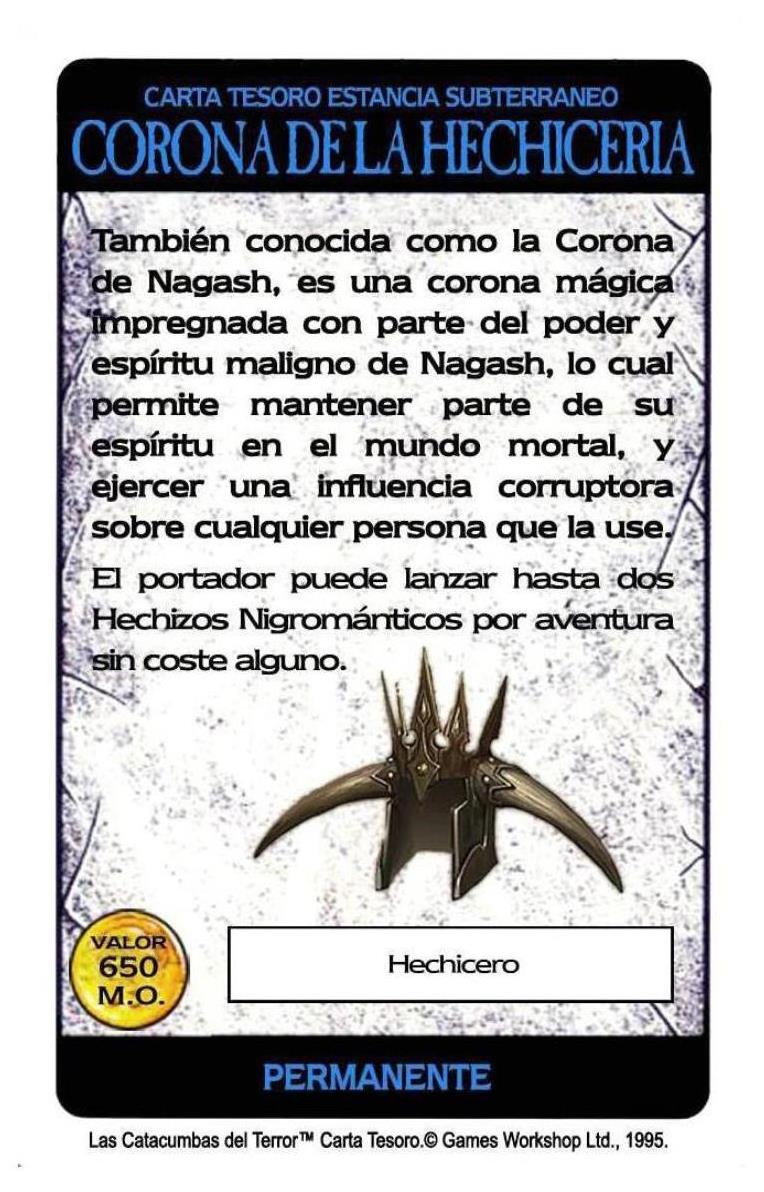 CARTA TESORO ESTANCIA SUBTERRANEO
CORONA DE LA HECHICERIA
También conocida como la Corona
de Nagash, es una corona mágica
impregnada con parte del poder y
espíritu maligno de Nagash, lo cual
permite mantener parte de su
espíritu en el mundo mortal, y
ejercer una influencia corruptora
sobre cualquier persona que la use.
El portador puede lanzar hasta dos
Hechizos Nigrománticos por aventura
sin coste alguno.
VALOR
650
M.O.
Hechicero
PERMANENTE
Las Catacumbas del Terror™ Carta Tesoro.© Games Workshop Ltd., 1995.